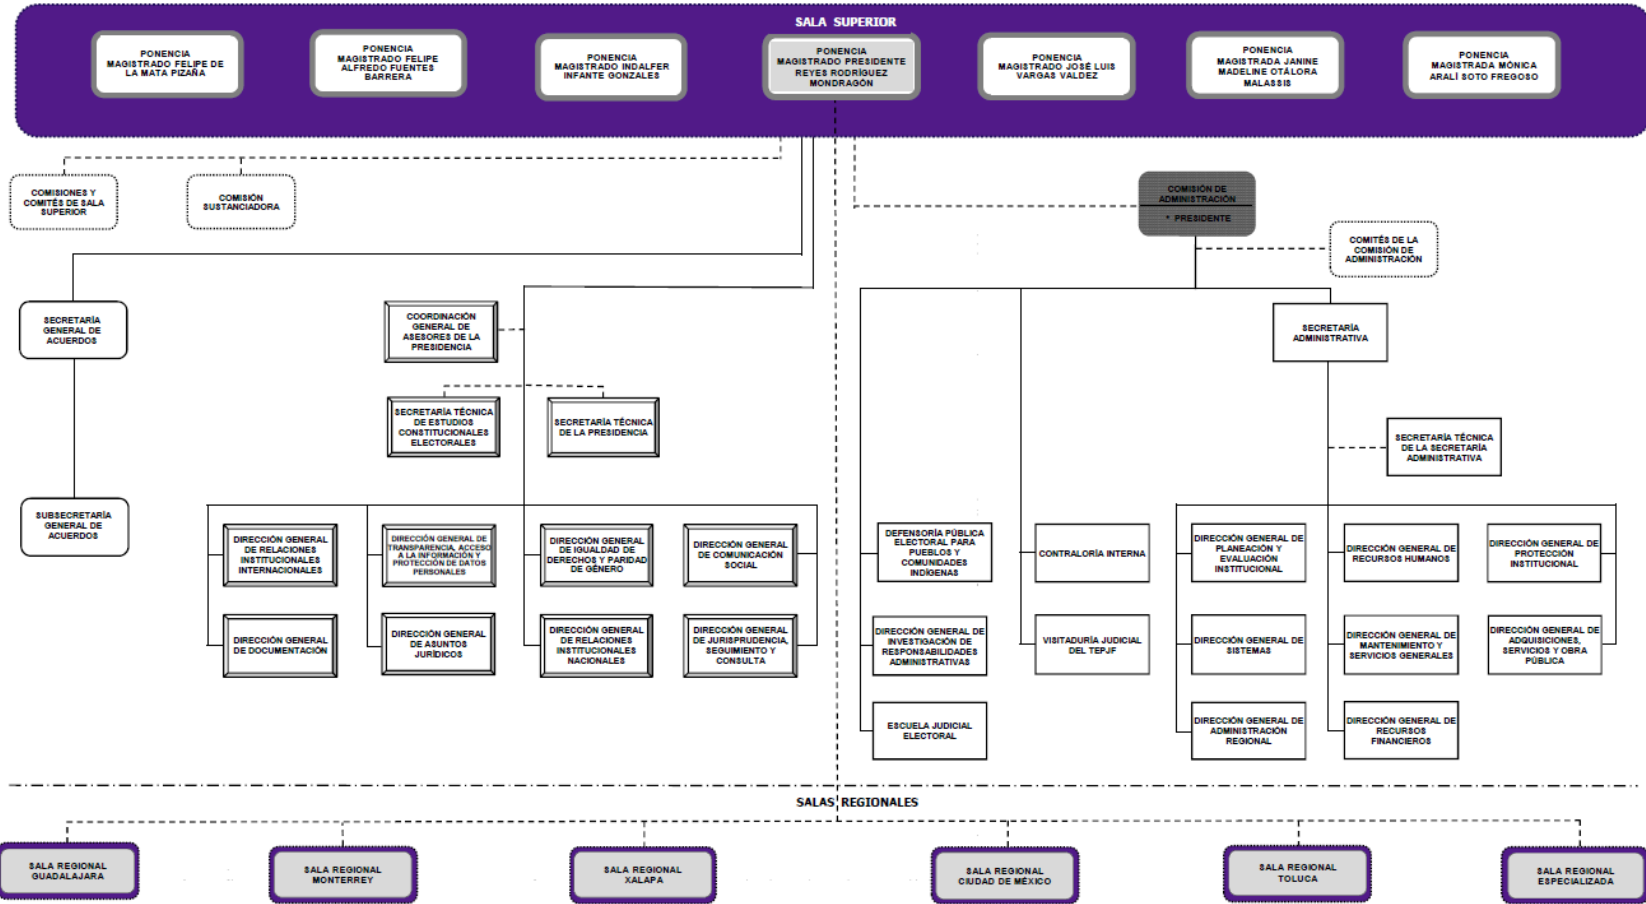 SALA SUPERIOR
PONENCIA
MAGISTRADO FELIPE DE
LA MATA PIZAÑA
PONENCIA
MAGISTRADO FELIPE
ALFREDO FUENTES
BARRERA
PONENCIA
MAGISTRADO INDALFER
INFANTE GONZALES
PONENCIA
MAGISTRADO PRESIDENTE
REYES RODRÍGUEZ
MONDRAGÓN
PONENCIA
MAGISTRADO JOSÉ LUIS
VARGAS VALDEZ
PONENCIA
MAGISTRADA JANINE
MADELINE OTÁLORA
MALASSIS
PONENCIA
MAGISTRADA MÓNICA
ARALÍ SOTO FREGOSO
COMISIONES Y
COMITÉS DE SALA
SUPERIOR
COMISIÓN
SUSTANCIADORA
COMISIÓN DE
ADMINISTRACIÓN
* PRESIDENTE
COMITÉS DE LA
COMISIÓN DE
ADMINISTRACIÓN
SECRETARÍA
GENERAL DE
ACUERDOS
COORDINACIÓN
GENERAL DE
ASESORES DE LA
PRESIDENCIA
SECRETARÍA
ADMINISTRATIVA
SECRETARÍA TÉCNICA
DE ESTUDIOS
CONSTITUCIONALES
ELECTORALES
SECRETARÍA TÉCNICA
DE LA PRESIDENCIA
SECRETARÍA TÉCNICA
DE LA SECRETARÍA
ADMINISTRATIVA
SUBSECRETARÍA
GENERAL DE
ACUERDOS
DIRECCIÓN GENERAL
DE RELACIONES
INSTITUCIONALES
INTERNACIONALES
DIRECCIÓN GENERAL DE
TRANSPARENCIA, ACCESO
A LA INFORMACIÓN Y
PROTECCIÓN DE DATOS
PERSONALES
DIRECCIÓN GENERAL
DE IGUALDAD DE
DERECHOS Y PARIDAD
DE GÉNERO
DIRECCIÓN GENERAL
DE COMUNICACIÓN
SOCIAL
DEFENSORÍA PÚBLICA
ELECTORAL PARA
PUEBLOS Y
COMUNIDADES
INDÍGENAS
CONTRALORÍA INTERNA
DIRECCIÓN GENERAL DE
PLANEACIÓN Y
EVALUACIÓN
INSTITUCIONAL
DIRECCIÓN GENERAL DE
RECURSOS HUMANOS
DIRECCIÓN GENERAL DE
PROTECCIÓN
INSTITUCIONAL
DIRECCIÓN GENERAL
DE DOCUMENTACIÓN
DIRECCIÓN GENERAL
DE ASUNTOS
JURÍDICOS
DIRECCIÓN GENERAL
DE RELACIONES
INSTITUCIONALES
NACIONALES
DIRECCIÓN GENERAL
DE JURISPRUDENCIA,
SEGUIMIENTO Y
CONSULTA
DIRECCIÓN GENERAL DE
INVESTIGACIÓN DE
RESPONSABILIDADES
ADMINISTRATIVAS
VISITADURÍA JUDICIAL
DEL TEPJF
DIRECCIÓN GENERAL DE
SISTEMAS
DIRECCIÓN GENERAL DE
MANTENIMIENTO Y
SERVICIOS GENERALES
DIRECCIÓN GENERAL DE
ADQUISICIONES,
SERVICIOS Y OBRA
PÚBLICA
ESCUELA JUDICIAL
ELECTORAL
DIRECCIÓN GENERAL DE
ADMINISTRACIÓN
REGIONAL
DIRECCIÓN GENERAL DE
RECURSOS
FINANCIEROS
SALAS REGIONALES
SALA REGIONAL
GUADALAJARA
SALA REGIONAL
MONTERREY
SALA REGIONAL
XALAPA
SALA REGIONAL
CIUDAD DE MÉXICO
SALA REGIONAL
TOLUCA
SALA REGIONAL
ESPECIALIZADA